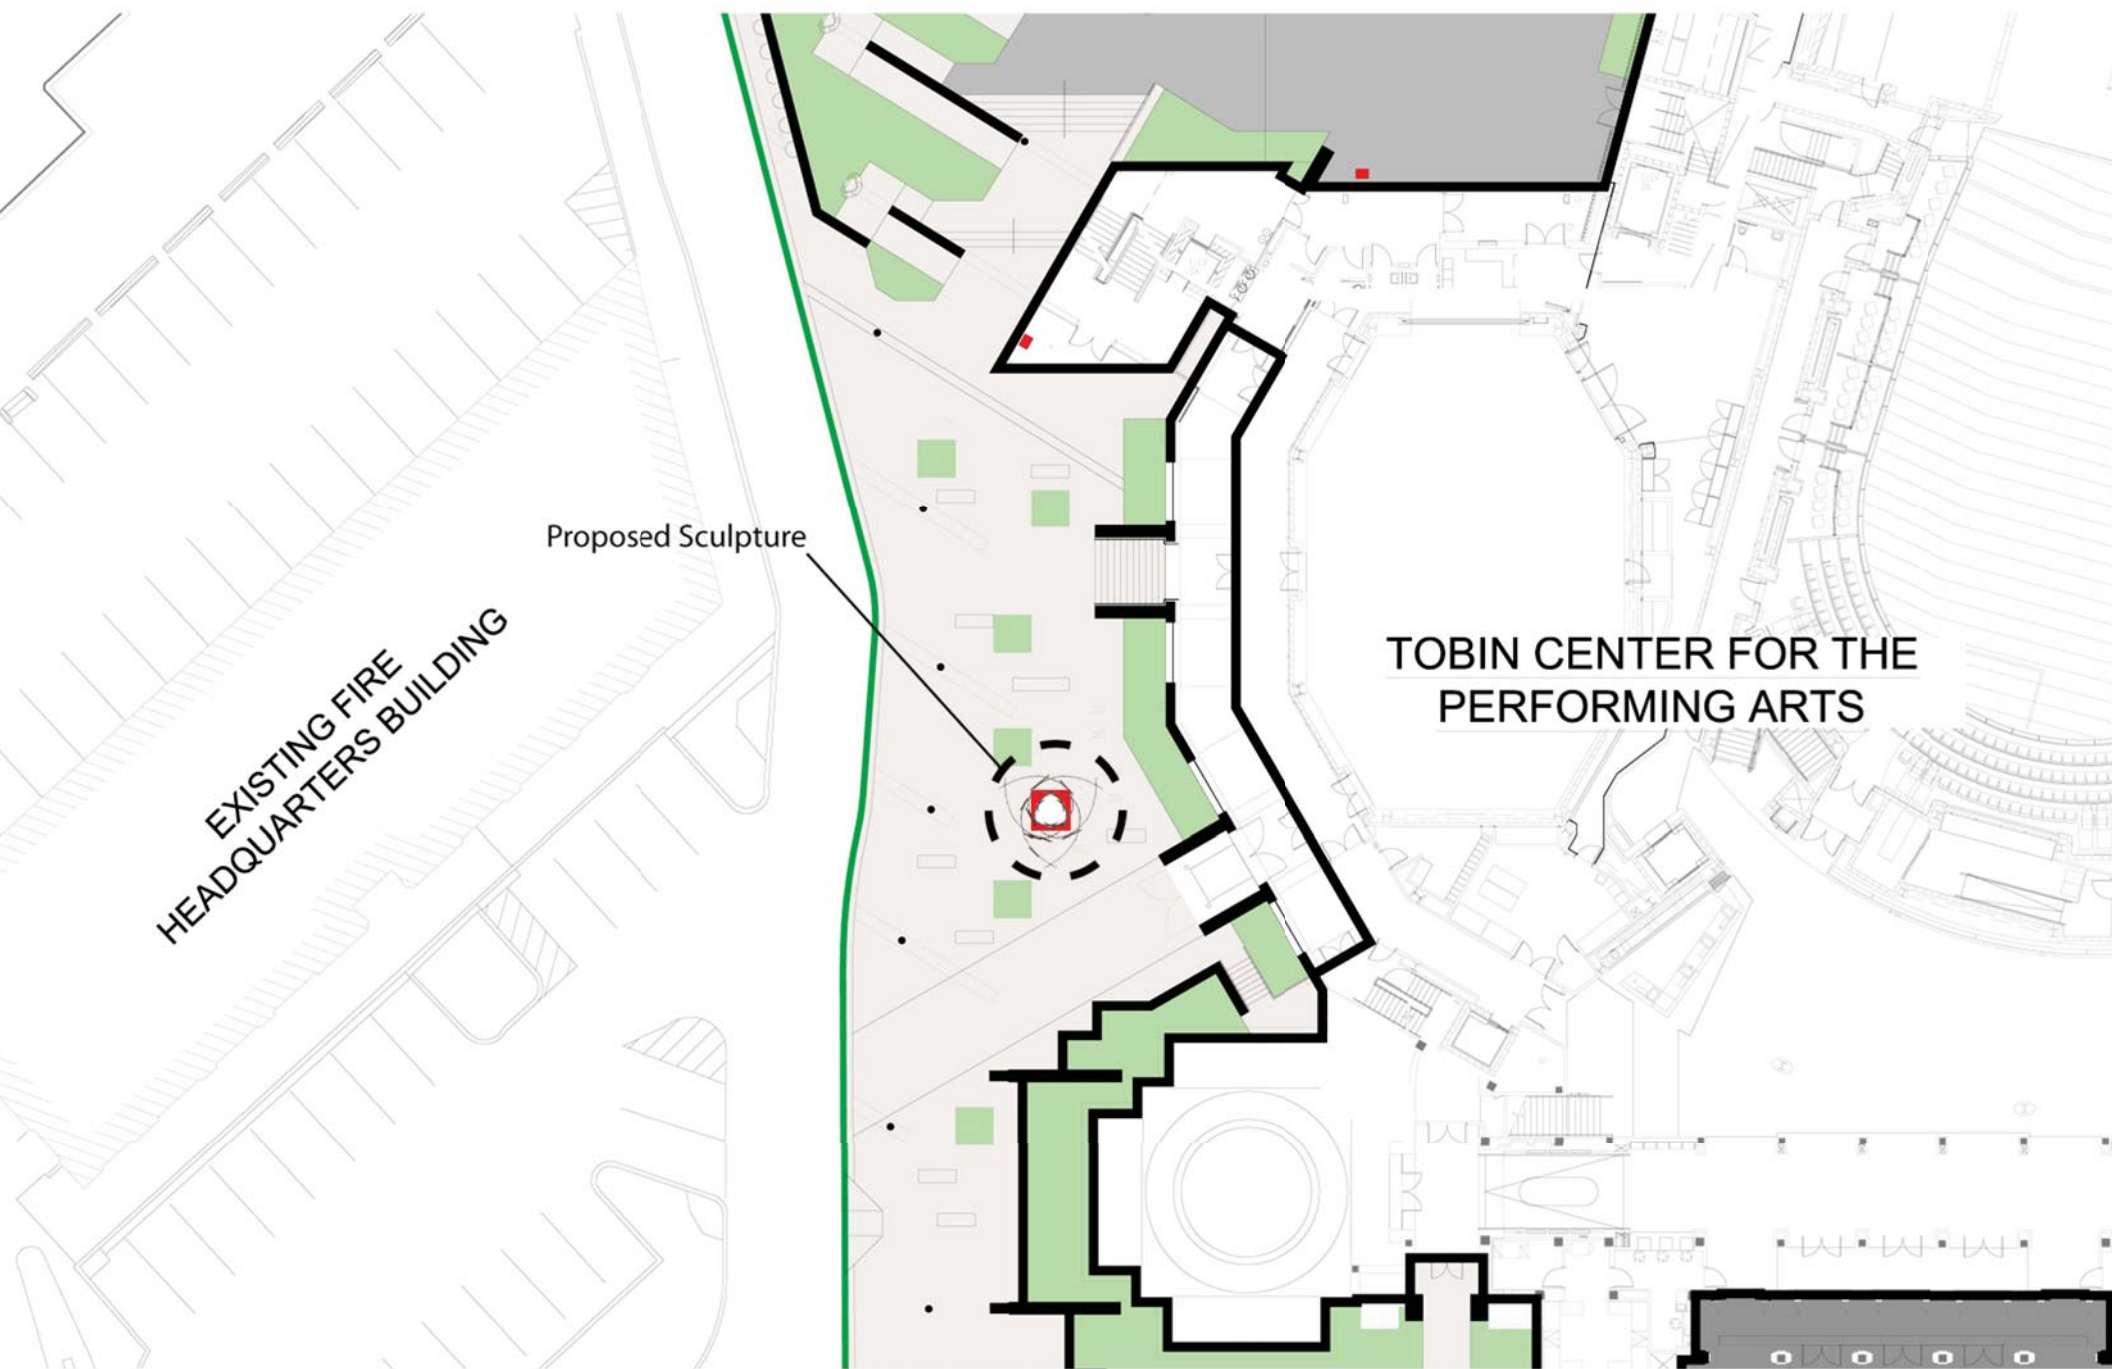 Proposed Sculpture
EXISTING FIRE
HEADQUARTERS BUILDING
TOBIN CENTER FOR THE
PERFORMING ARTS